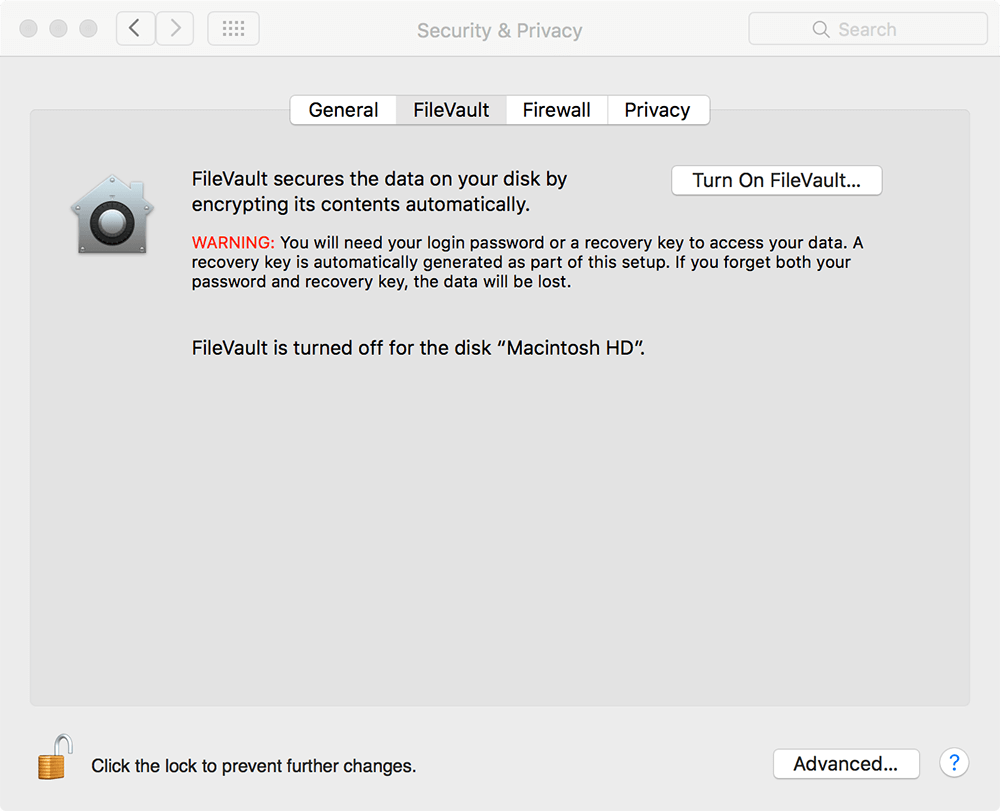 Security & Privacy
Search
General
FileVault
Firewall
Privacy
FileVault secures the data on your disk by
encrypting its contents automatically.
Turn On FileVault...
WARNING: You will need your login password or a recovery key to access your data. A
recovery key is automatically generated as part of this setup. If you forget both your
password and recovery key, the data will be lost.
FileVault is turned off for the disk “Macintosh HD”.
Click the lock to prevent further changes.
Advanced...
?